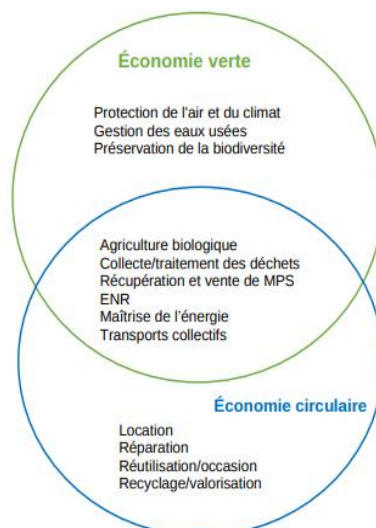 Économie verte
Protection de l'air et du climat
Gestion des eaux usées
Préservation de la biodiversité
Agriculture biologique
Collecte/traitement des déchets
Récupération et vente de MPS
ENR
Maîtrise de l'énergie
Transports collectifs
Économie circulaire
Location
Réparation
Réutilisation/occasion
Recyclage/valorisation